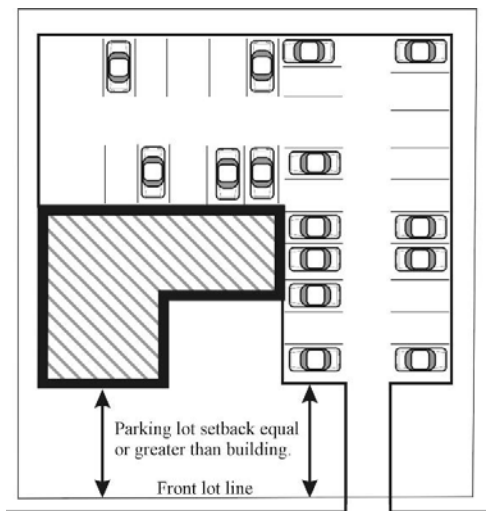 Parking lot setback equal
or greater than building.
Front lot line